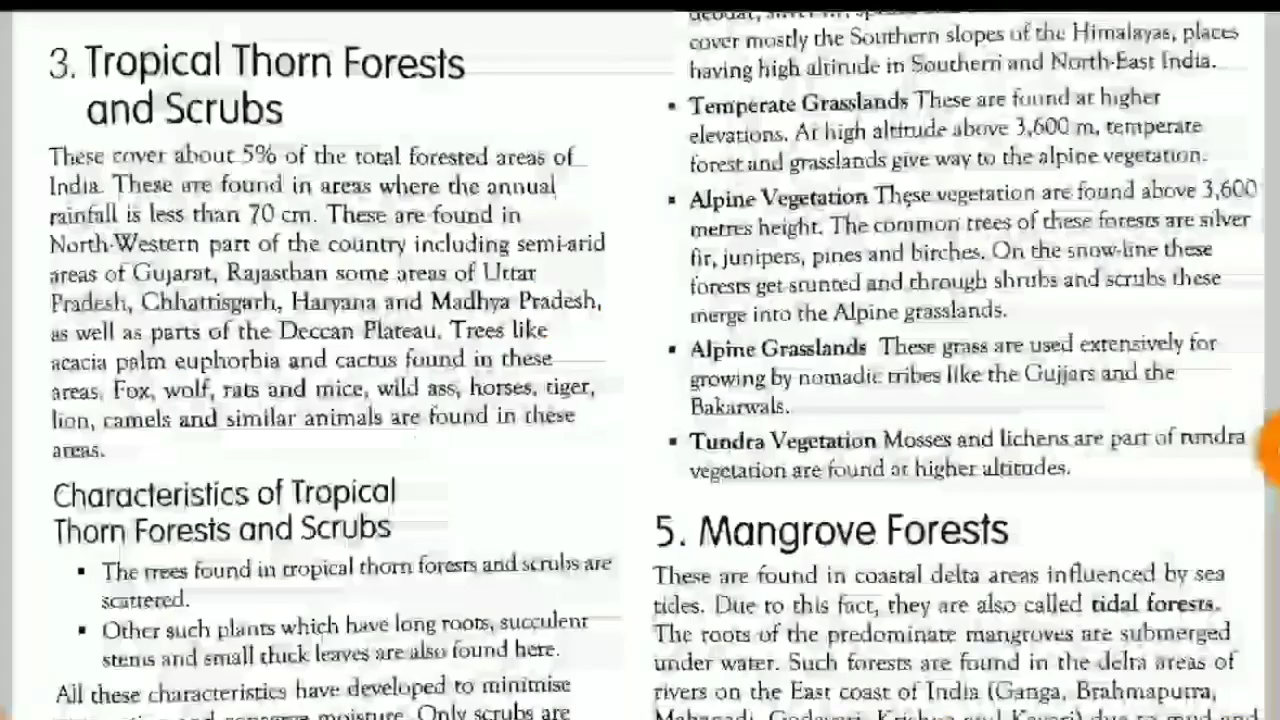 3. Tropical Thorn Forests
and Scrubs
These cover about 5% of the total forested areas of
India. These are found in areas where the annual
rainfall is less than 70 cm. These are found in
North-Western part of the country including semi-arid
areas of Gujarat, Rajasthan some areas of Uttar
Pradesh, Chhattisgarh, Haryana and Madhya Pradesh,
as well as parts of the Deccan Plateau. Trees like
acacia palm euphorbia and cactus found in these
areas. Fox, wolf, rats and mice, wild ass, horses, tiger,
lion, camels and similar animals are found in these
areas.
Characteristics of Tropical
Thorn Forests and Scrubs
▪ The trees found in tropical thorn forests and scrubs are
scattered.
▪ Other such plants which have long roots, succulent
stems and small thick leaves are also found here.
All these characteristics have developed to minimise
moisture. Only scrubs are
cover mostly the Southern slopes of the Himalayas, places
having high altitude in Southern and North-East India.
▪ Temperate Grasslands These are found at higher
elevations. At high altitude above 3,600 m, temperate
forest and grasslands give way to the alpine vegetation.
▪ Alpine Vegetation These vegetation are found above 3,600
metres height. The common trees of these forests are silver
fir, junipers, pines and birches. On the snow-line these
forests get stunted and through shrubs and scrubs these
merge into the Alpine grasslands.
▪ Alpine Grasslands These grass are used extensively for
growing by nomadic tribes like the Gujjars and the
Bakarwals.
▪ Tundra Vegetation Mosses and lichens are part of tundra
vegetation are found at higher altitudes.
5. Mangrove Forests
These are found in coastal delta areas influenced by sea
tides. Due to this fact, they are also called tidal forests.
The roots of the predominate mangroves are submerged
under water. Such forests are found in the delta areas of
rivers on the East coast of India (Ganga, Brahmaputra,